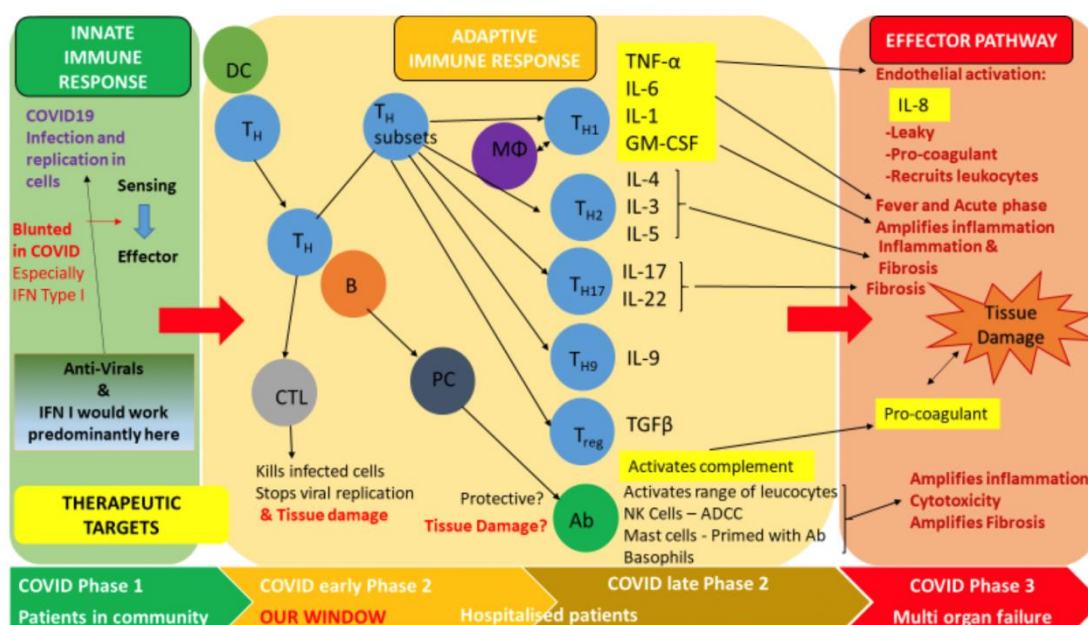 INNATE
IMMUNE
RESPONSE
COVID19
Infection and
replication in
cells
Sensing
Effector
Blunted
in COVID
Especially
IFN Type I
Anti-Virals
&
IFN I would work
predominantly here
THERAPEUTIC
TARGETS
ADAPTIVE
IMMUNE RESPONSE
DC
TH
TH
subsets
TH
B
CTL
PC
Kills infected cells
Stops viral replication
& Tissue damage
MΦ
TH1
TH2
TH17
TH9
Treg
Ab
Protective?
Tissue Damage?
TNF-α
IL-6
IL-1
GM-CSF
IL-4
IL-3
IL-5
IL-17
IL-22
IL-9
TGFβ
Activates complement
Activates range of leucocytes
NK Cells – ADCC
Mast cells - Primed with Ab
Basophils
EFFECTOR PATHWAY
Endothelial activation:
IL-8
-Leaky
-Pro-coagulant
-Recruits leukocytes
Fever and Acute phase
Amplifies inflammation
Inflammation &
Fibrosis
Fibrosis
Tissue
Damage
Pro-coagulant
Amplifies inflammation
Cytotoxicity
Amplifies Fibrosis
COVID Phase 1
Patients in community
COVID early Phase 2
OUR WINDOW
COVID late Phase 2
Hospitalised patients
COVID Phase 3
Multi organ failure